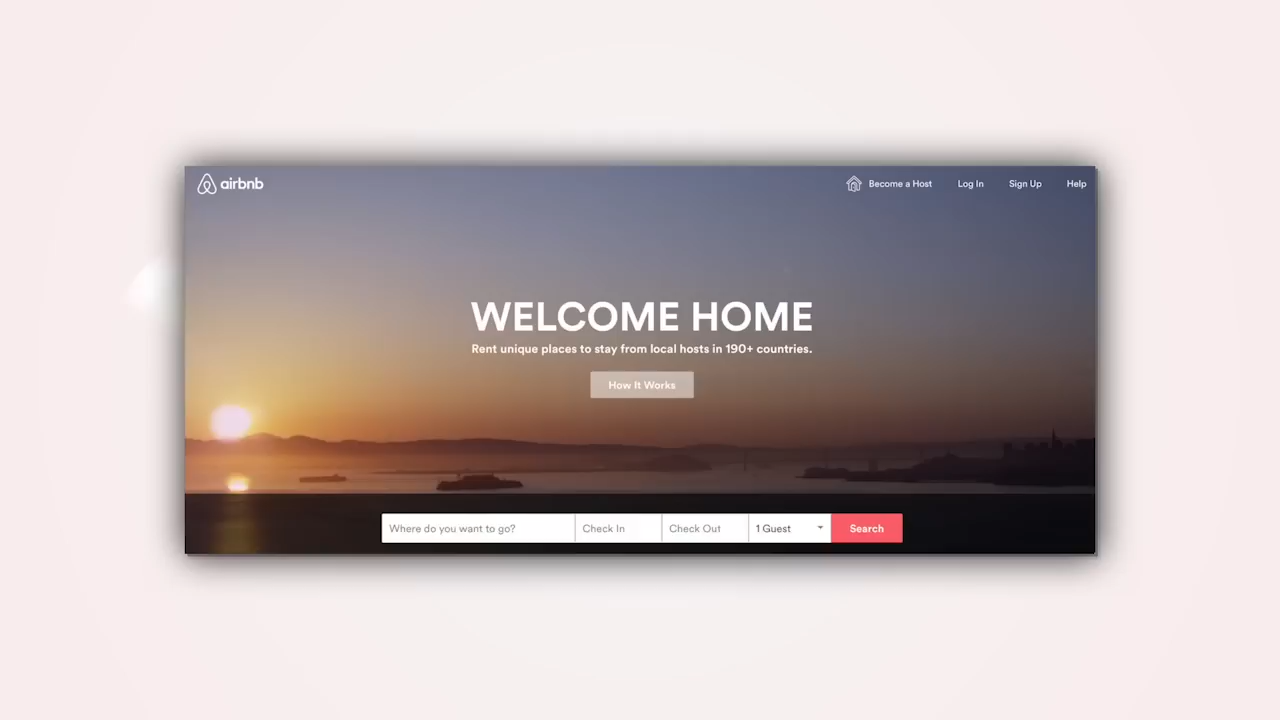 airbnb
Become a Host
Log In
Sign Up
Help
WELCOME HOME
Rent unique places to stay from local hosts in 190+ countries.
How It Works
Where do you want to go?
Check In
Check Out
1 Guest
Search